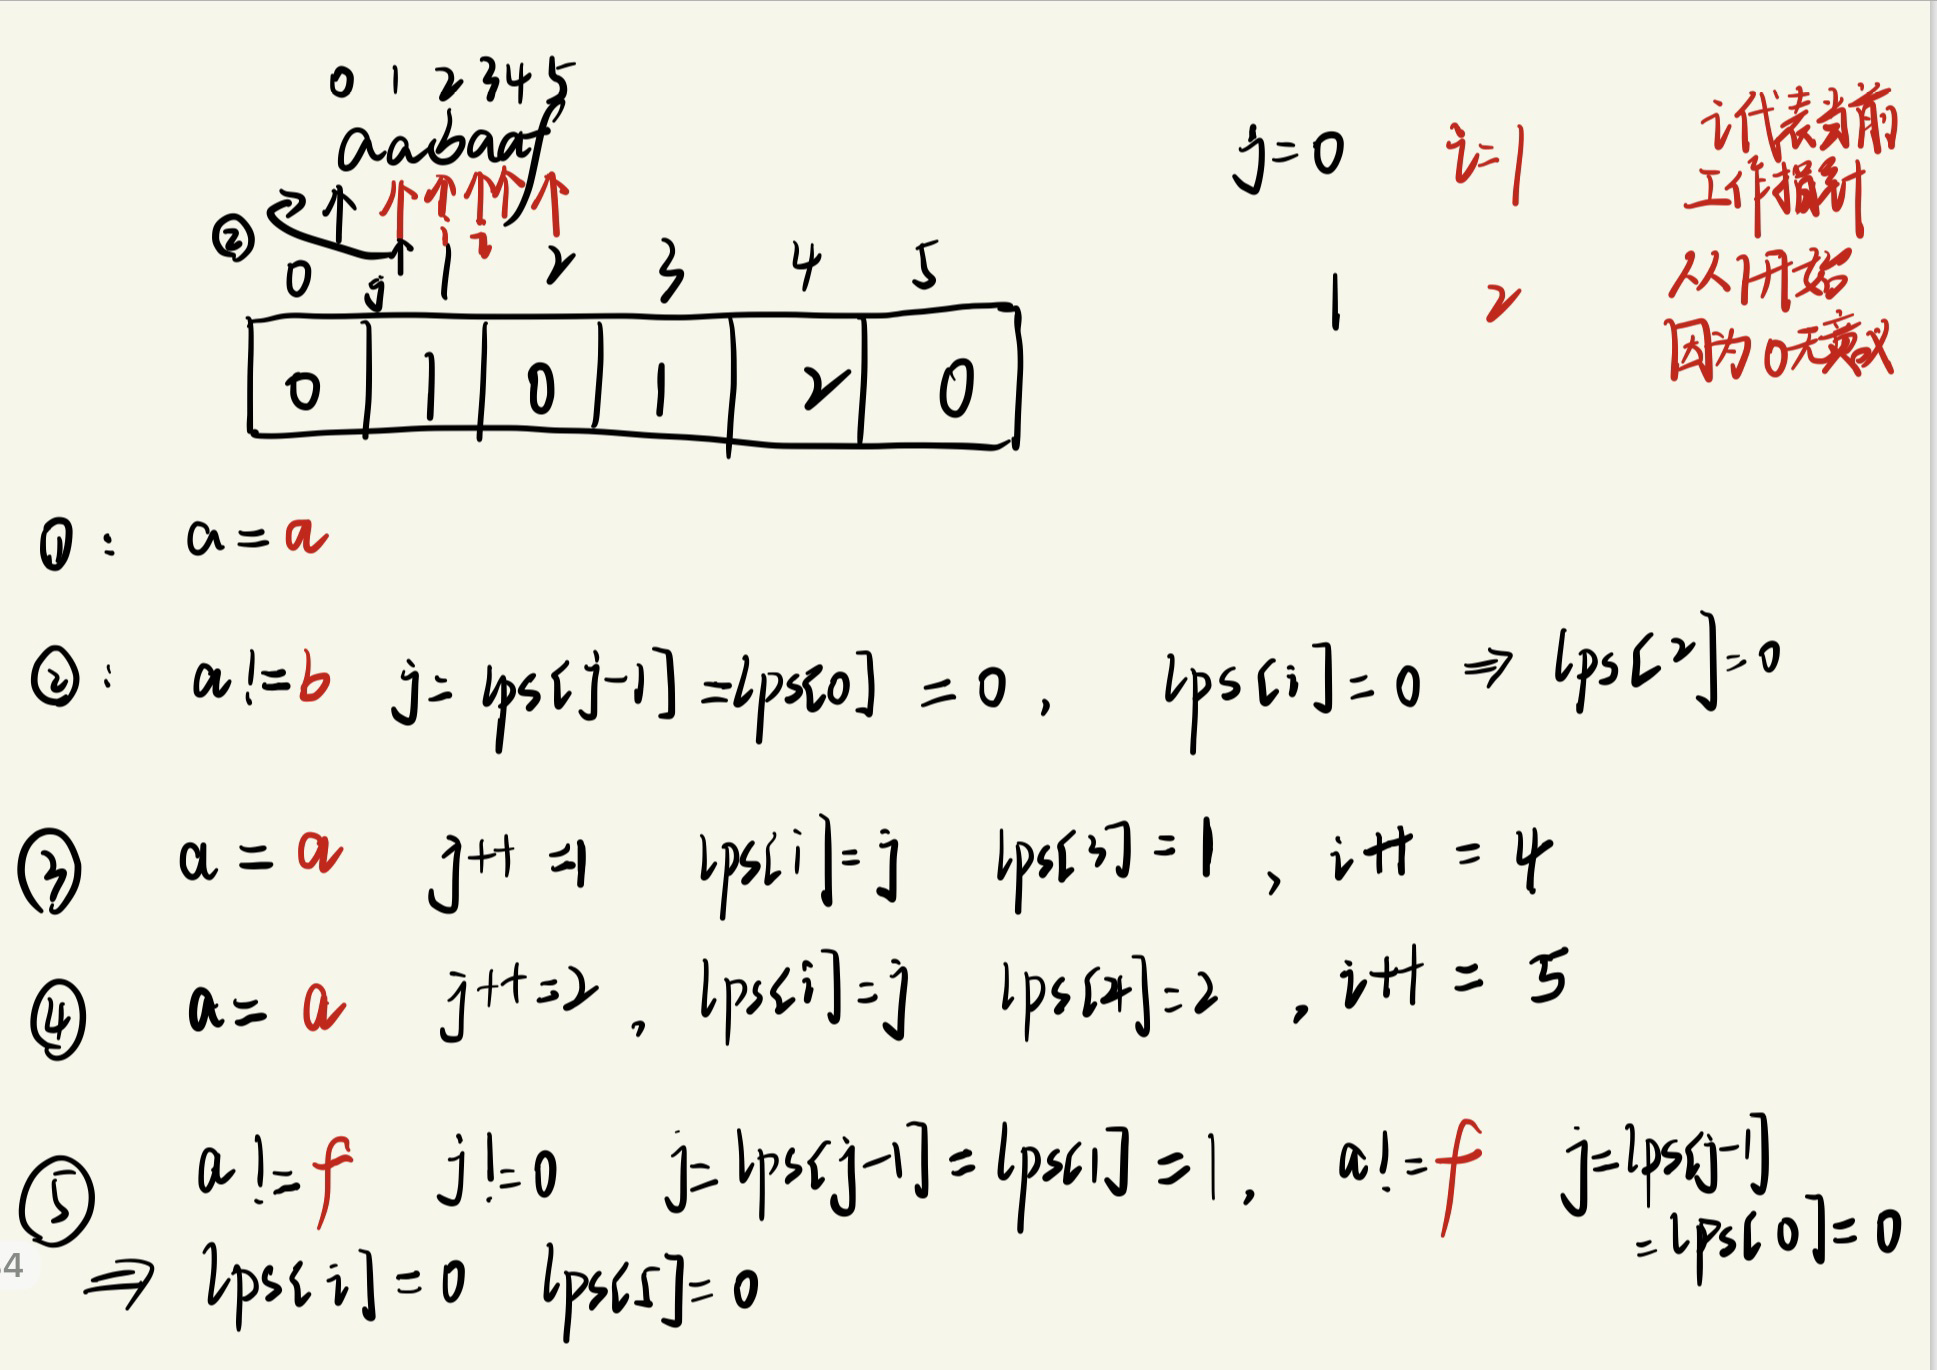 0 1 2 3 4 5
aabaaf
j=0 i=1
i代表当前
工作指针
从1开始
因为0无意义
1 2
②
i i
0 j 1 2 3 4 5
0 1 0 1 2 0
①: a = a
②: a != b j = lps[j-1] = lps[0] = 0, lps[i] = 0 ⇒ lps[2] = 0
③ a = a j++ =1 lps[i] = j lps[3] = 1, i++ = 4
④ a = a j++ =2, lps[i] = j lps[4] = 2, i++ = 5
⑤ a != f j != 0 j = lps[j-1] = lps[1] = 1, a != f j = lps[j-1]
= lps[0] = 0
⇒ lps[i] = 0 lps[5] = 0